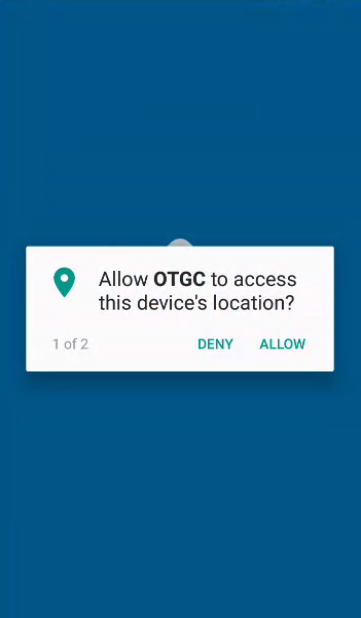 Allow OTGC to access
this device's location?
1 of 2 DENY ALLOW